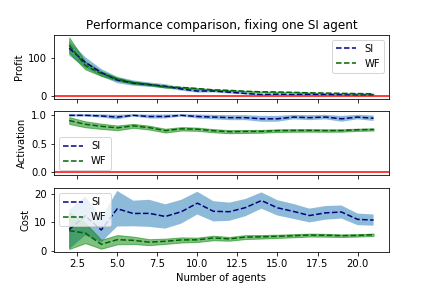 Performance comparison, fixing one SI agent
Profit
100
0
SI
WF
Activation
1.0
0.5
0.0
SI
WF
Cost
20
10
0
SI
WF
2.5 5.0 7.5 10.0 12.5 15.0 17.5 20.0
Number of agents